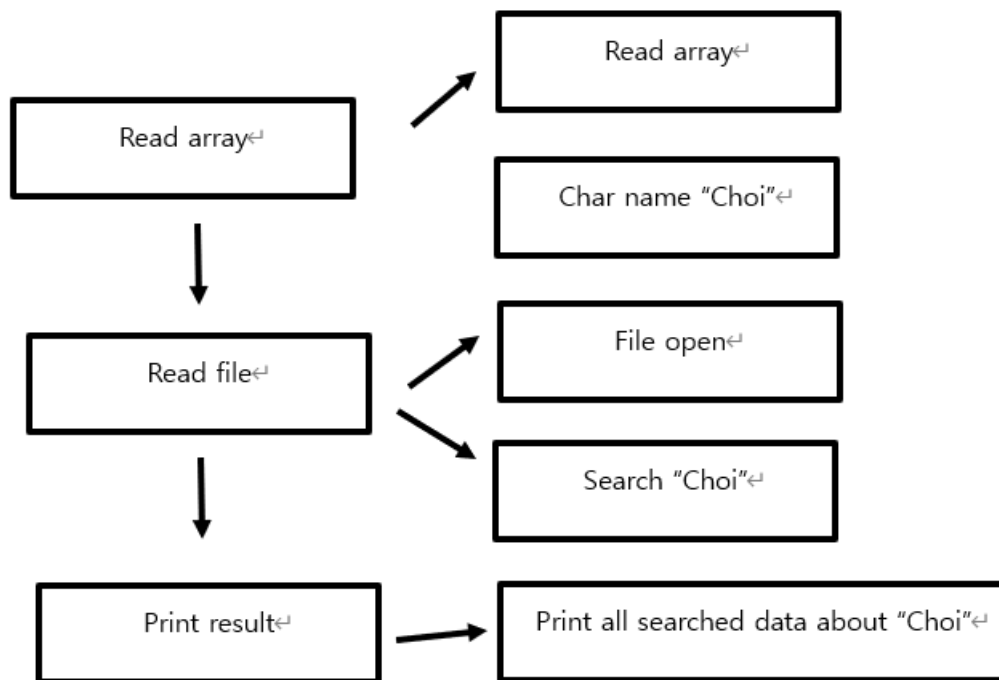 Read array↵
Read array↵
Char name “Choi”↵
Read file↵
File open↵
Search “Choi”↵
Print result↵
Print all searched data about “Choi”↵